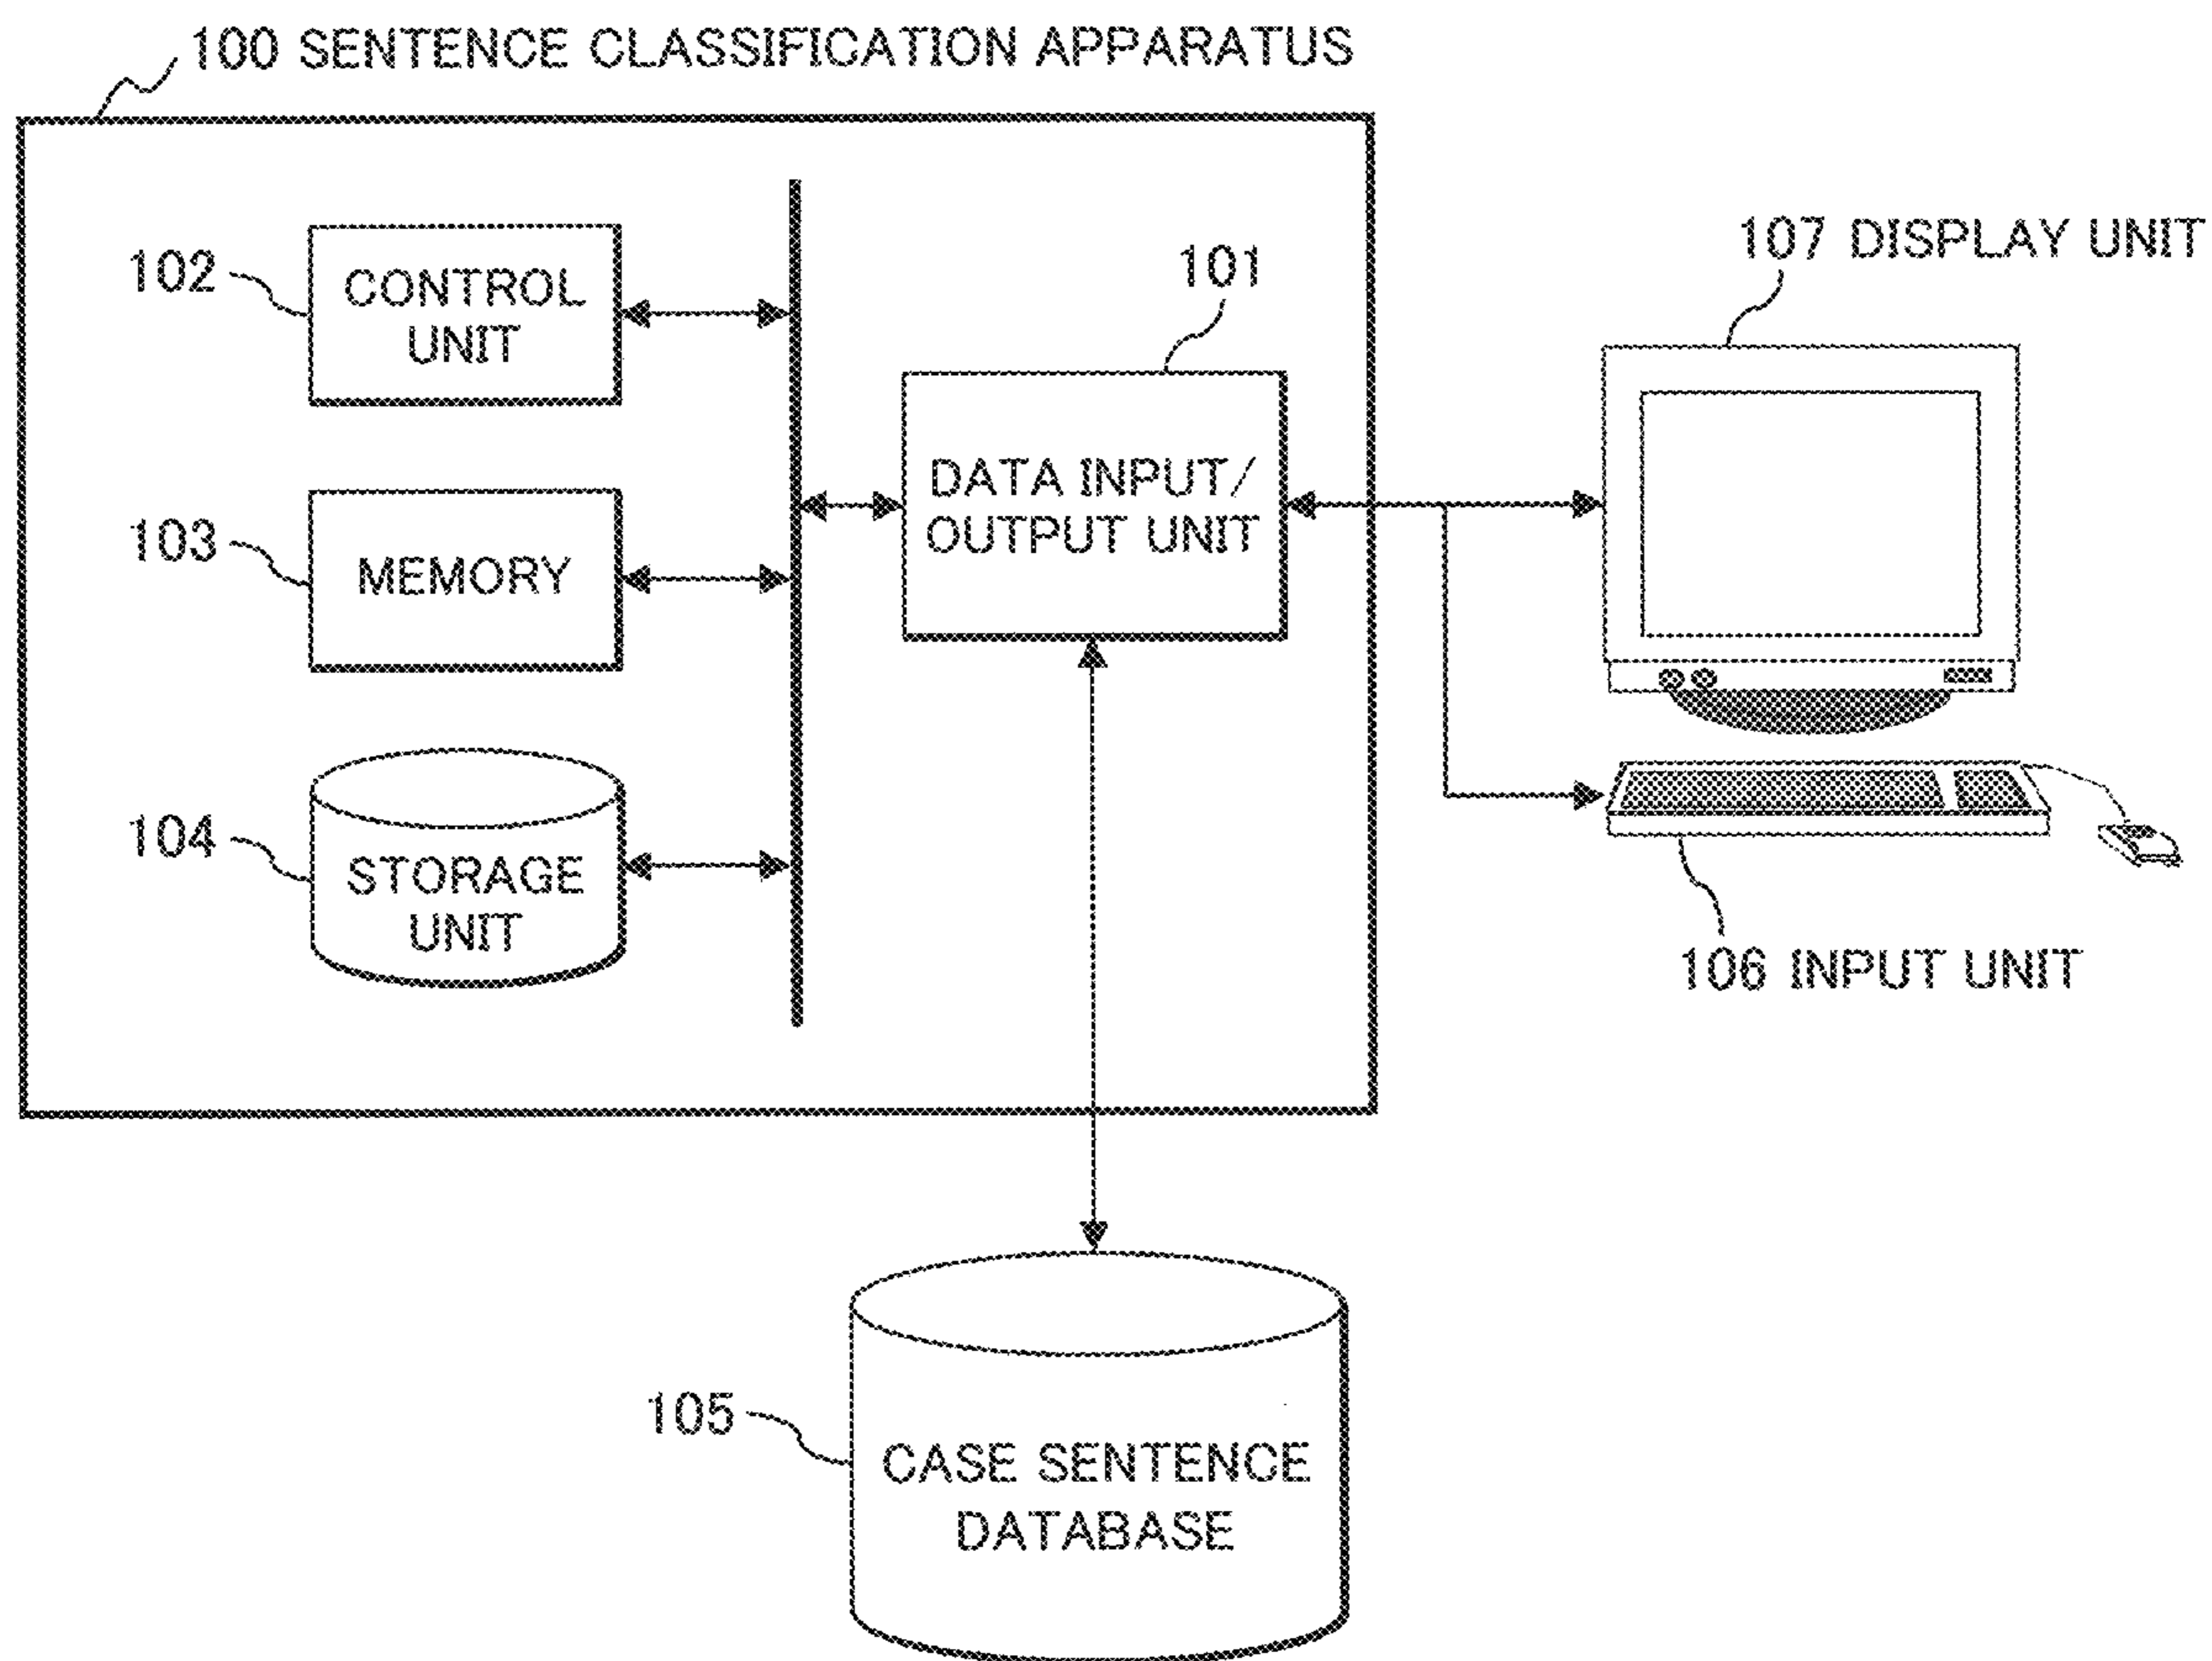 100 SENTENCE CLASSIFICATION APPARATUS
102
CONTROL
UNIT
101
107 DISPLAY UNIT
DATA INPUT/
OUTPUT UNIT
103
MEMORY
104
STORAGE
UNIT
106 INPUT UNIT
105
CASE SENTENCE
DATABASE